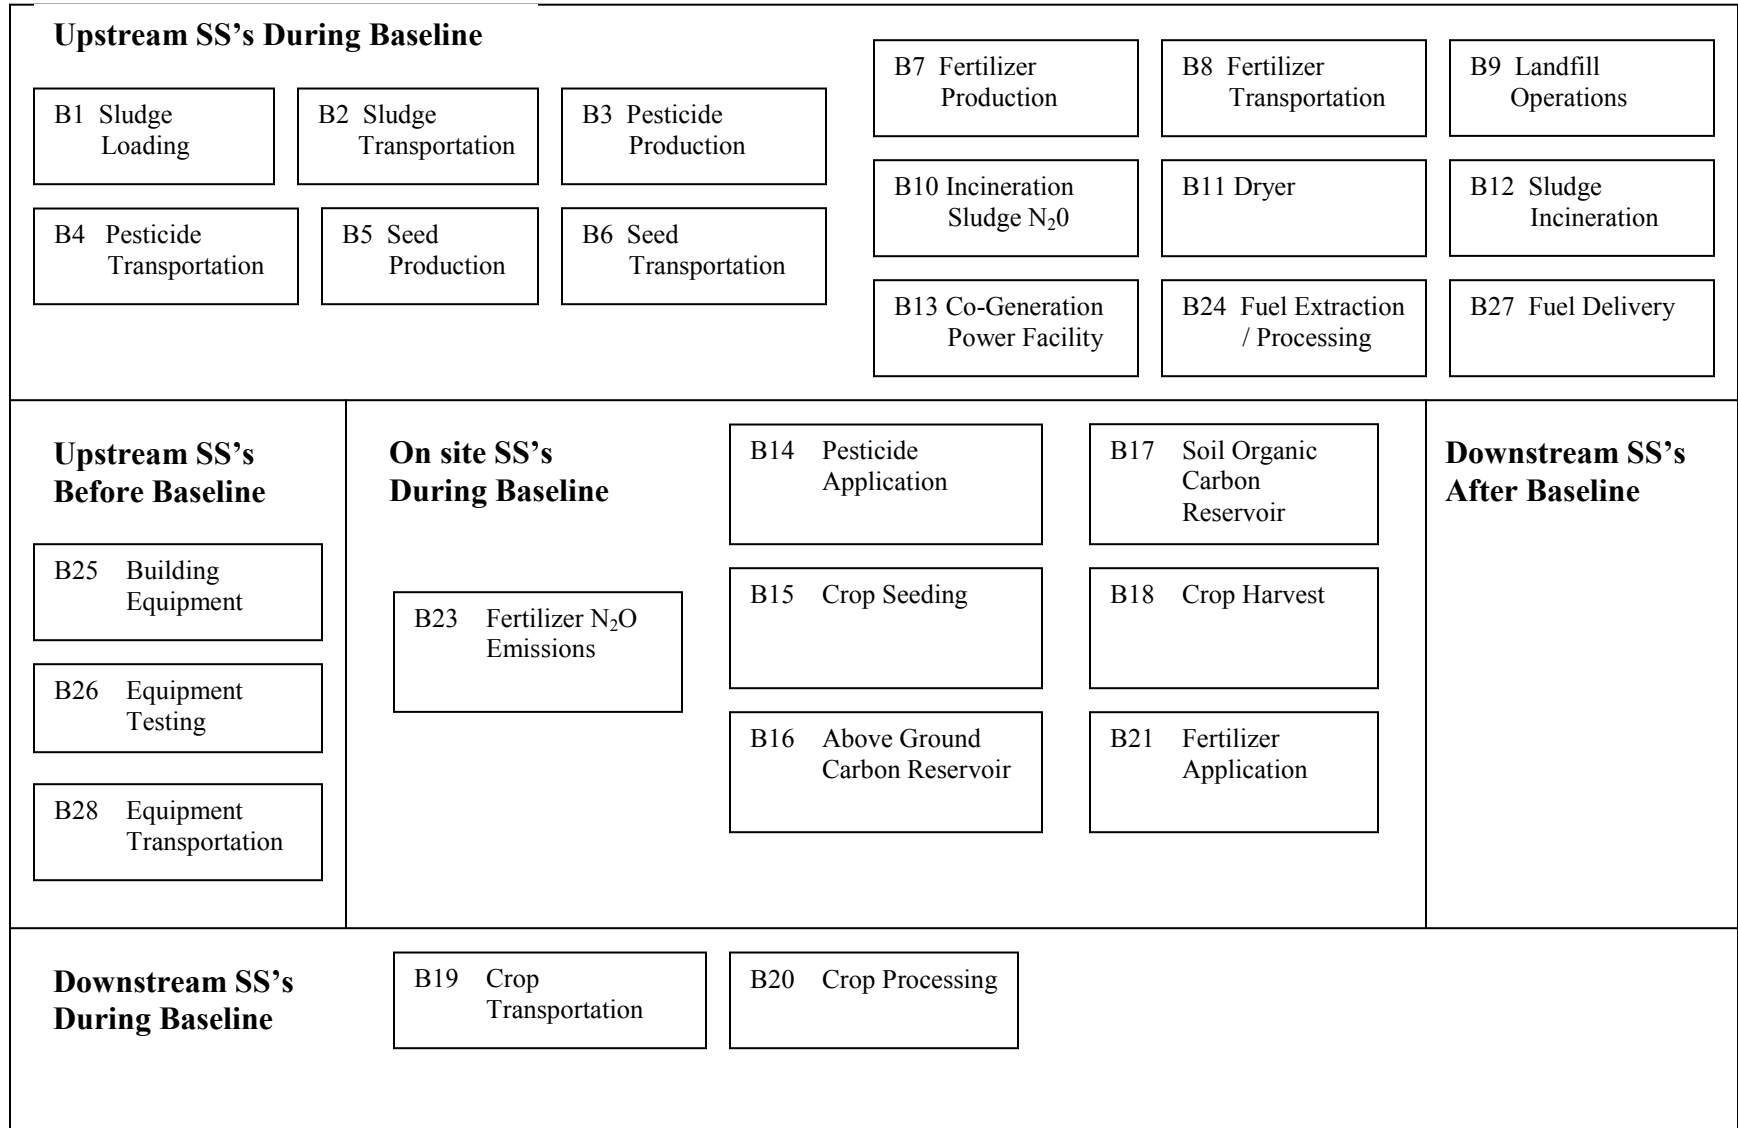 Upstream SS’s During Baseline
B1 Sludge
Loading
B2 Sludge
Transportation
B3 Pesticide
Production
B4 Pesticide
Transportation
B5 Seed
Production
B6 Seed
Transportation
B7 Fertilizer
Production
B8 Fertilizer
Transportation
B9 Landfill
Operations
B10 Incineration
Sludge N₂0
B11 Dryer
B12 Sludge
Incineration
B13 Co-Generation
Power Facility
B24 Fuel Extraction
/ Processing
B27 Fuel Delivery
Upstream SS’s
Before Baseline
B25 Building
Equipment
B26 Equipment
Testing
B28 Equipment
Transportation
On site SS’s
During Baseline
B23 Fertilizer N₂O
Emissions
B14 Pesticide
Application
B15 Crop Seeding
B16 Above Ground
Carbon Reservoir
B17 Soil Organic
Carbon
Reservoir
B18 Crop Harvest
B21 Fertilizer
Application
Downstream SS’s
After Baseline
Downstream SS’s
During Baseline
B19 Crop
Transportation
B20 Crop Processing